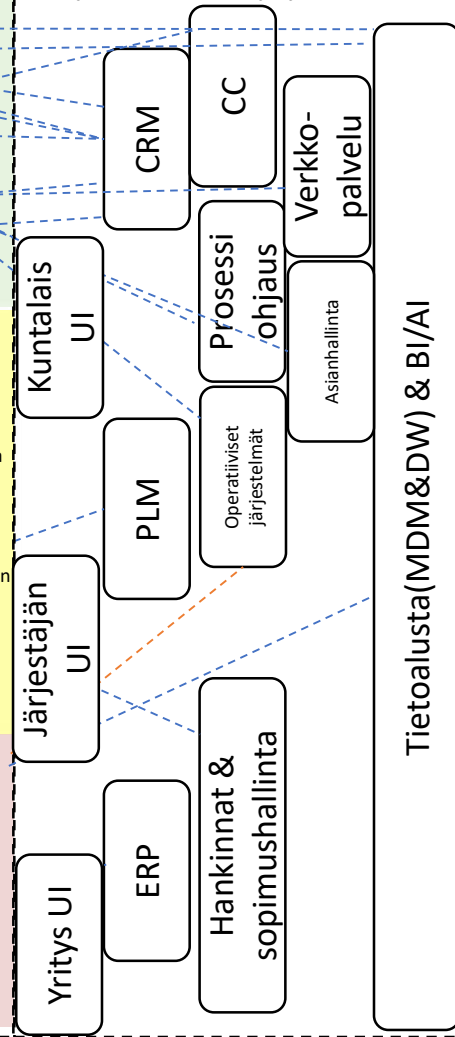 Yritys UI
Järjestäjän
UI
Kuntalais
UI
ERP
PLM
CRM
Hankinnat &
sopimushallinta
Operatiiviset
järjestelmät
Prosessi
ohjaus
CC
Asianhallinta
Verkko-
palvelu
Tietoalusta(MDM&DW) & BI/AI